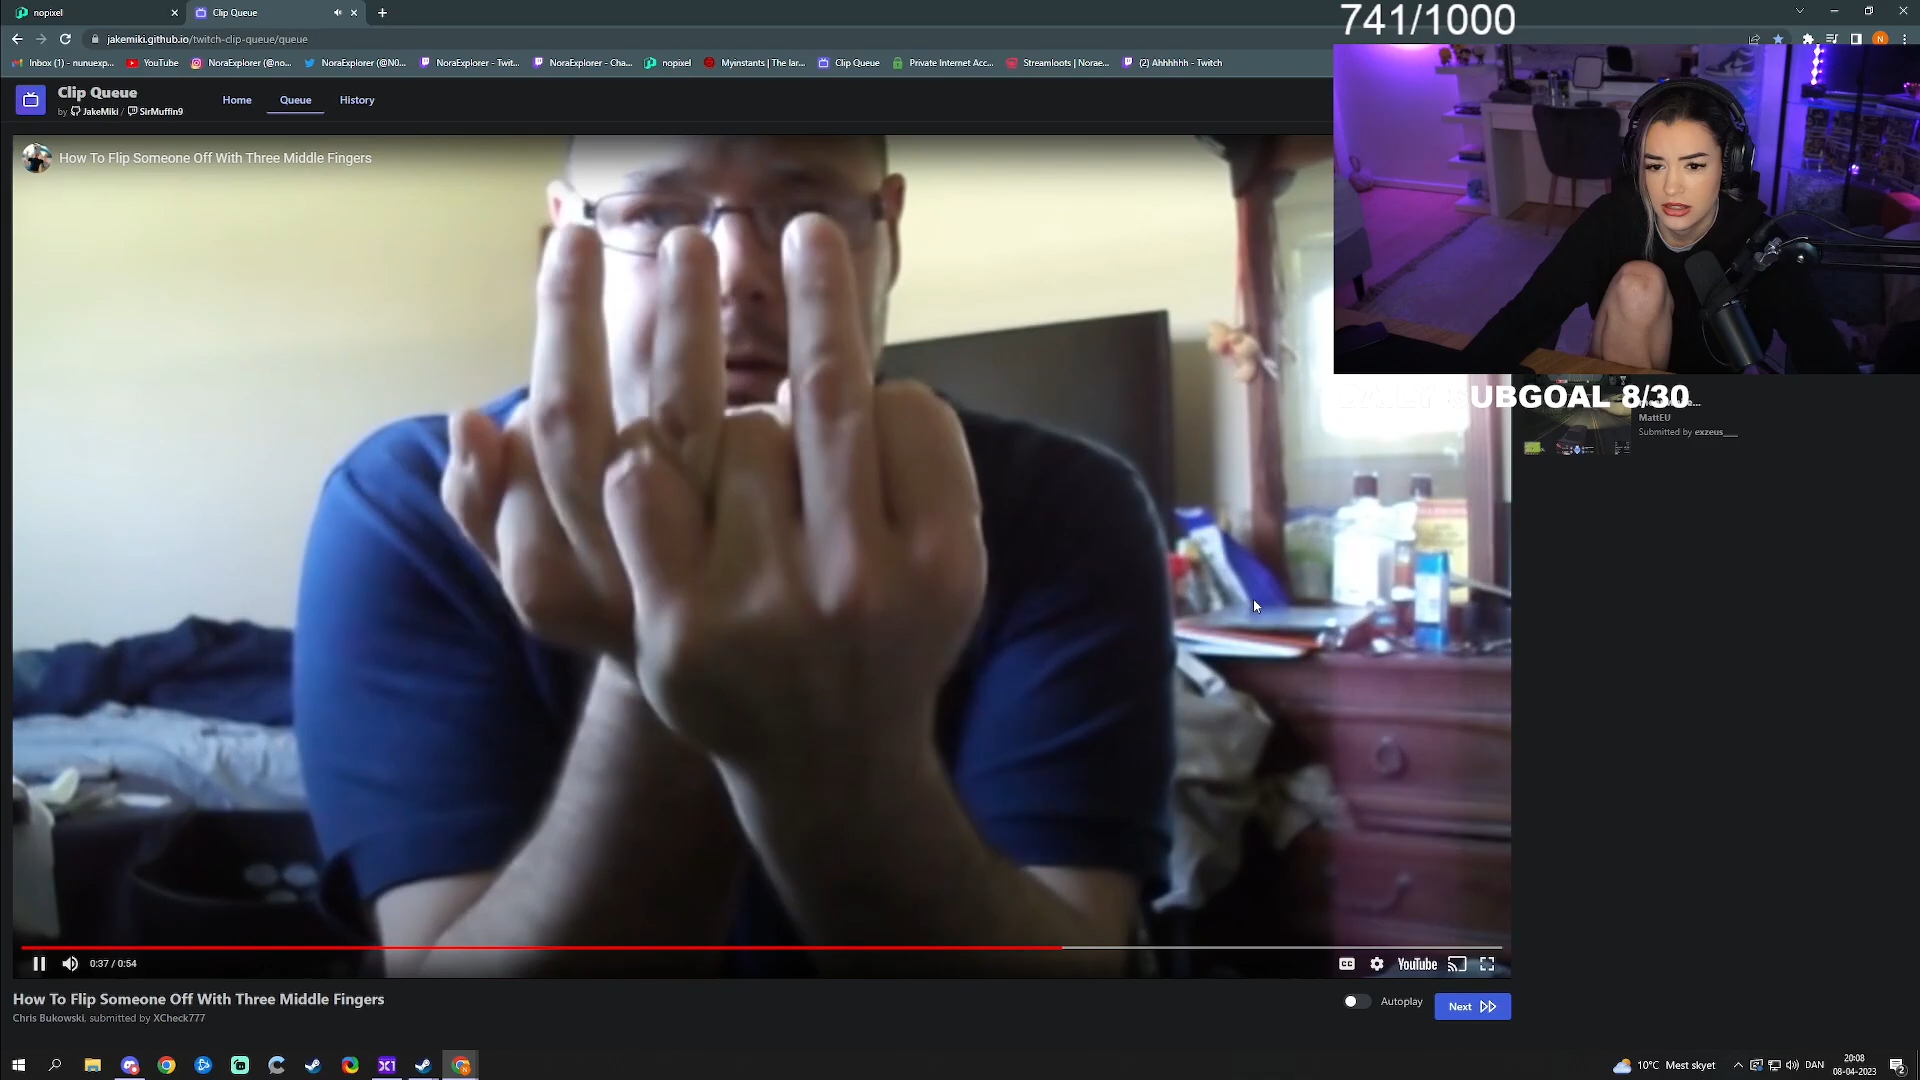 nopixel
Clip Queue
741/1000
jakemiki.github.io/twitch-clip-queue/queue
Inbox (1) - nunuexp...
YouTube
NoraExplorer (@no...
NoraExplorer (@N0...
NoraExplorer - Twit...
NoraExplorer - Cha...
nopixel
Myinstants | The lar...
Clip Queue
Private Internet Acc...
Streamloots | Norae...
(2) Ahhhhhh - Twitch
Clip Queue
by JakeMiki / SirMuffin9
Home
Queue
History
How To Flip Someone Off With Three Middle Fingers
DAILY SUBGOAL 8/30
MattEU
Submitted by exzeus___
0:37 / 0:54
CC
YouTube
How To Flip Someone Off With Three Middle Fingers
Chris Bukowski, submitted by XCheck777
Autoplay
Next
10°C Mest skyet
DAN
20:08
08-04-2023
2